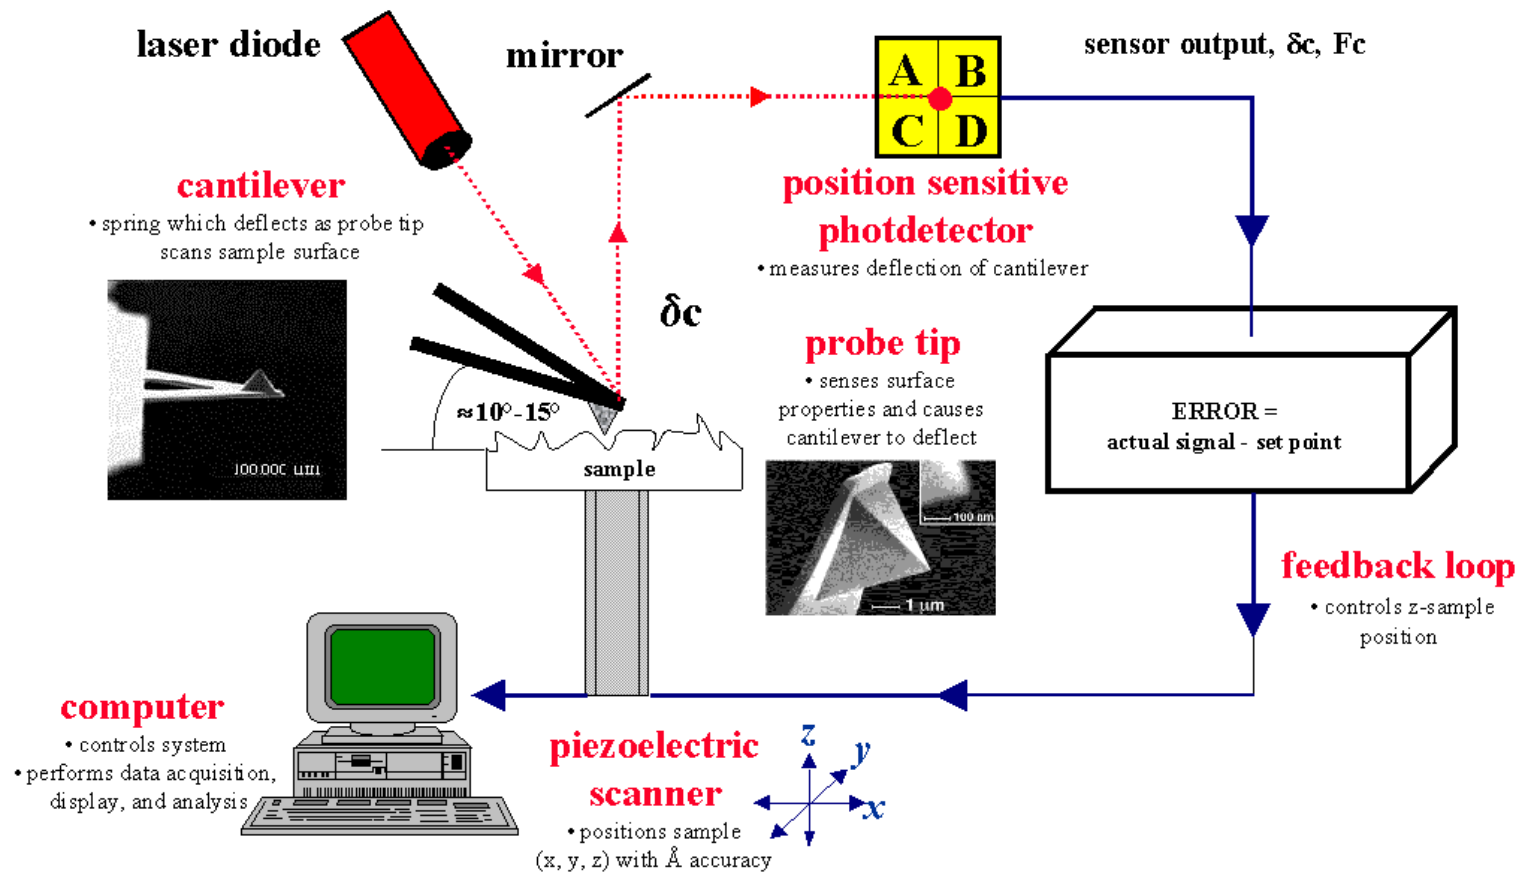 laser diode
mirror
A B
C D
sensor output, δc, Fc
cantilever
• spring which deflects as probe tip
scans sample surface
100.000 µm
position sensitive
photdetector
• measures deflection of cantilever
δc
≈10°-15°
sample
probe tip
• senses surface
properties and causes
cantilever to deflect
100 nm
1 µm
ERROR =
actual signal - set point
feedback loop
• controls z-sample
position
computer
• controls system
• performs data acquisition,
display, and analysis
piezoelectric
scanner
• positions sample
(x, y, z) with Å accuracy
z
y
x